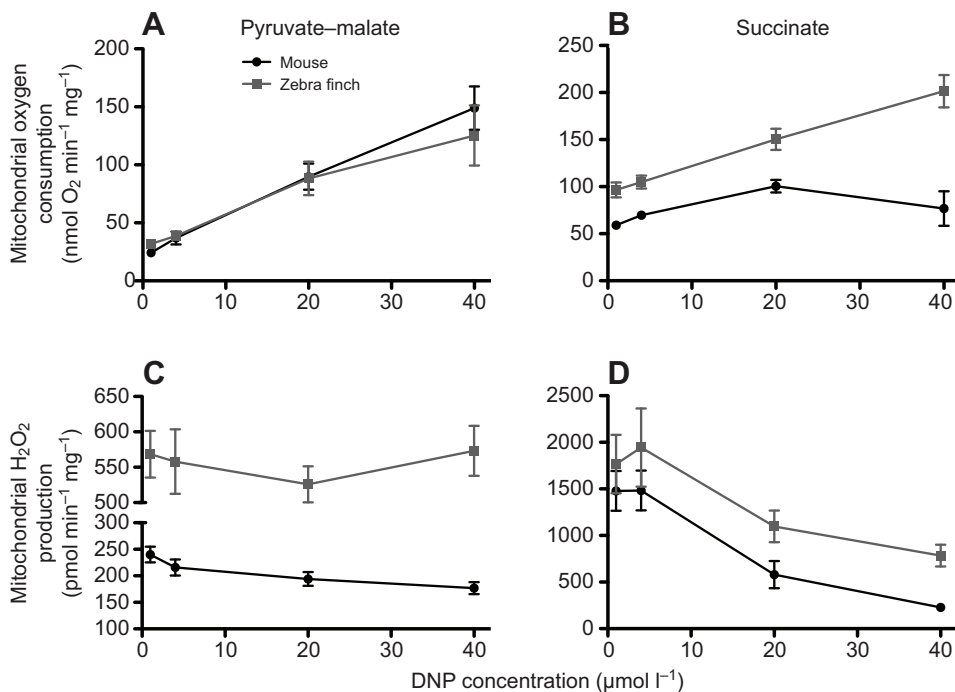 A
Pyruvate–malate
B
Succinate
Mouse
Zebra finch
Mitochondrial oxygen
consumption
(nmol O₂ min⁻¹ mg⁻¹)
200
150
100
50
0
0 10 20 30 40
250
200
150
100
50
0
0 10 20 30 40
C
D
Mitochondrial H₂O₂
production
(pmol min⁻¹ mg⁻¹)
650
600
550
500
300
250
200
150
100
0 10 20 30 40
2500
2000
1500
1000
500
0
0 10 20 30 40
DNP concentration (μmol l⁻¹)